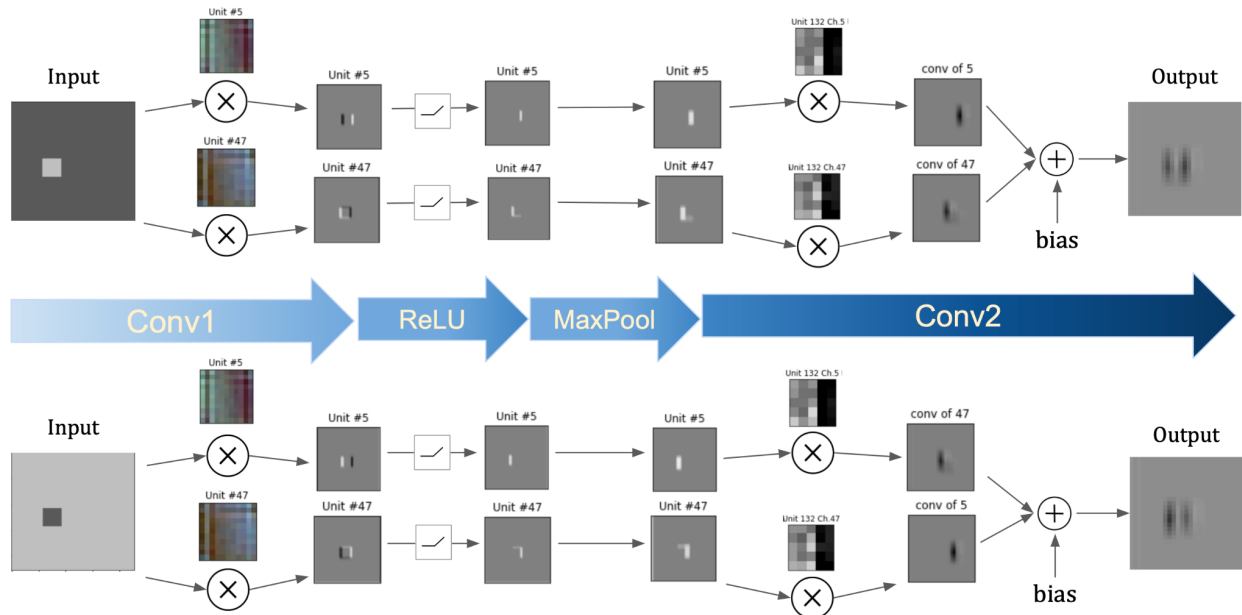 Unit #5
Unit 132 Ch.5
Input
Unit #5
Unit #5
Unit #5
conv of 5
Output
Unit #47
Unit #47
Unit #47
Unit #47
Unit 132 Ch.47
conv of 47
bias
Conv1
ReLU
MaxPool
Conv2
Unit #5
Unit 132 Ch.5
Input
Unit #5
Unit #5
Unit #5
conv of 47
Output
Unit #47
Unit #47
Unit #47
Unit #47
Unit 132 Ch.47
conv of 5
bias